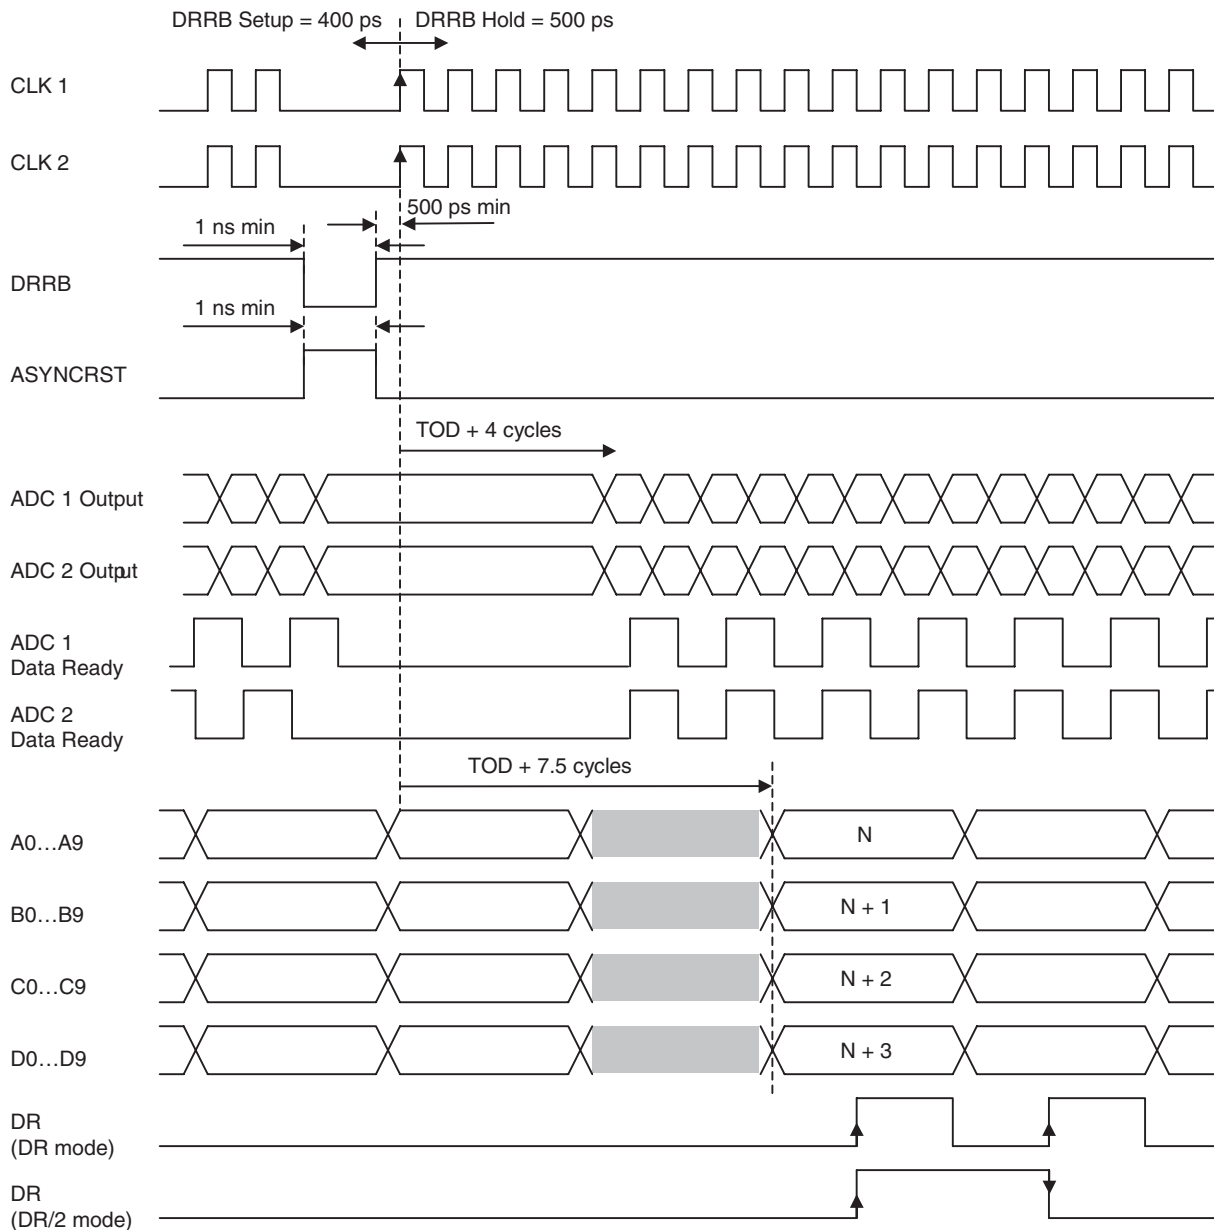 DRRB Setup = 400 ps DRRB Hold = 500 ps
CLK 1
CLK 2
500 ps min
1 ns min
DRRB
1 ns min
ASYNCRST
TOD + 4 cycles
ADC 1 Output
ADC 2 Output
ADC 1
Data Ready
ADC 2
Data Ready
TOD + 7.5 cycles
A0…A9 N
B0…B9 N + 1
C0…C9 N + 2
D0…D9 N + 3
DR
(DR mode)
DR
(DR/2 mode)